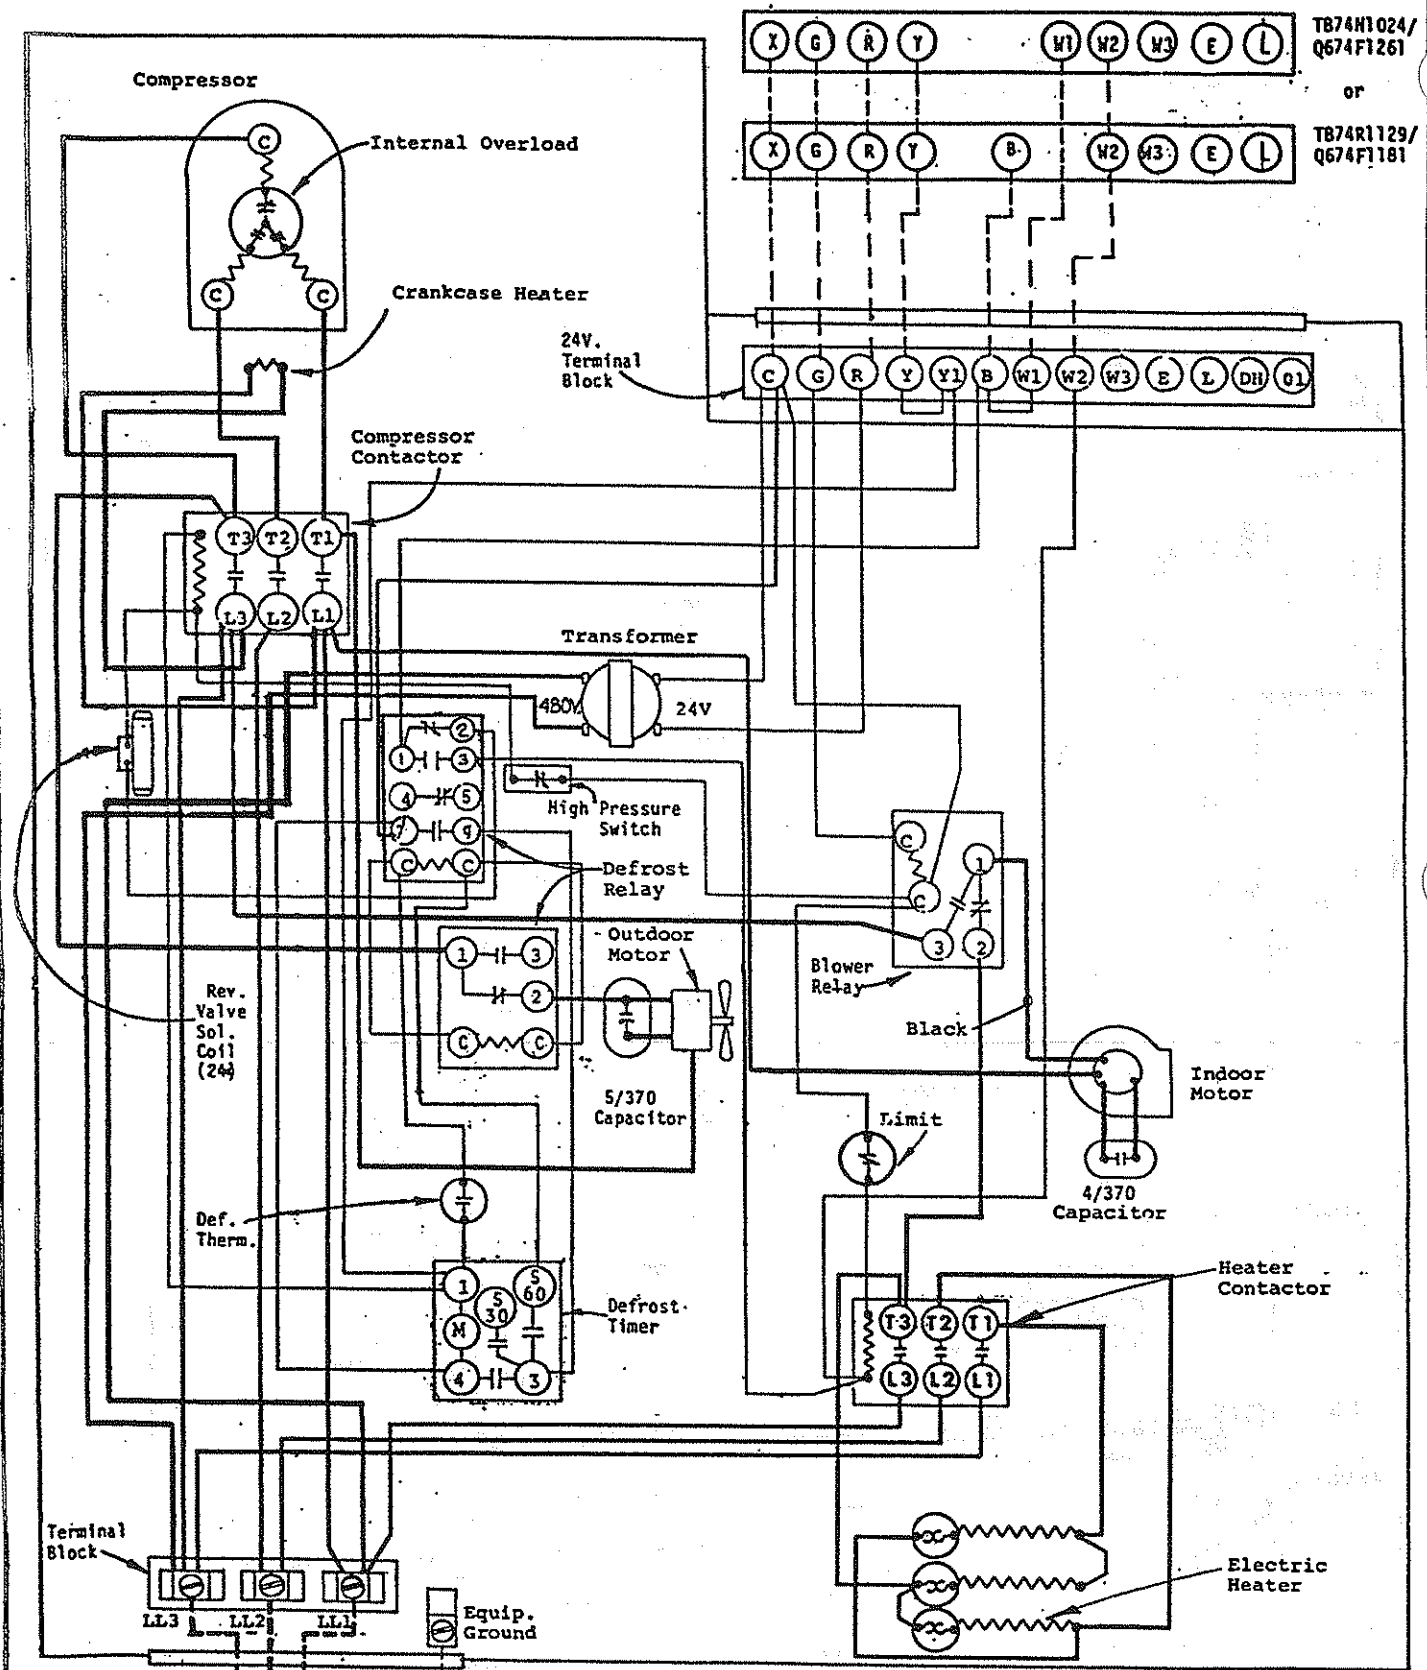 X G R Y W1 W2 W3 E L
TB74N1024/
Q674F1261
or
X G R Y B W2 W3 E L
TB74R1129/
Q674F1181
Compressor
C
Internal Overload
C C
Crankcase Heater
24V.
Terminal
Block
C G R Y Y1 B W1 W2 W3 E L DH O1
Compressor
Contactor
T3 T2 T1
L3 L2 L1
Transformer
480V 24V
2
1 3
4 5
7 9
C C
High Pressure
Switch
Defrost
Relay
1 3
2
C C
Outdoor
Motor
5/370
Capacitor
C
C
1
3 2
Blower
Relay
Black
Indoor
Motor
4/370
Capacitor
Limit
Rev.
Valve
Sol.
Coil
(24)
Def.
Therm.
1 S
60
S
30
M
4 3
Defrost
Timer
Heater
Contactor
T3 T2 T1
L3 L2 L1
Terminal
Block
LL3 LL2 LL1
Equip.
Ground
Electric
Heater